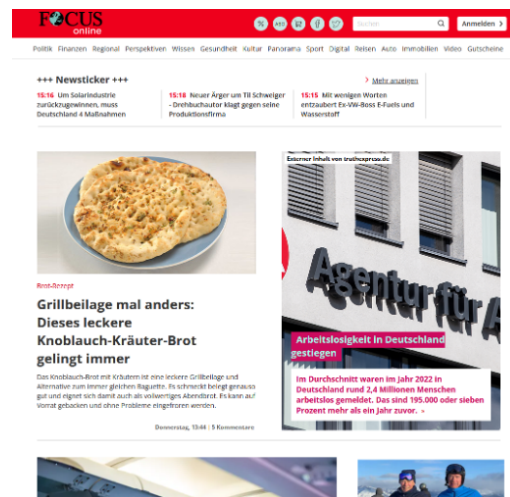 FOCUS
online
Suchen
Anmelden
Politik Finanzen Regional Perspektiven Wissen Gesundheit Kultur Panorama Sport Digital Reisen Auto Immobilien Video Gutscheine
+++ Newsticker +++
Mehr anzeigen
15:16 Um Solarindustrie
zurückzugewinnen, muss
Deutschland 4 Maßnahmen
15:16 Neuer Ärger um Til Schweiger
- Drehbuchautor klagt gegen seine
Produktionsfirma
15:15 Mit wenigen Worten
entzaubert Ex-VW-Boss E-Fuels und
Wasserstoff
Brot-Rezept
Grillbeilage mal anders:
Dieses leckere
Knoblauch-Kräuter-Brot
gelingt immer
Das Knoblauch-Brot mit Kräutern ist eine leckere Grillbeilage und
Alternative zum immer gleichen Baguette. Es schmeckt belegt genauso
gut und eignet sich damit auch als vollwertiges Abendbrot. Es kann auf
Vorrat gebacken und ohne Probleme eingefroren werden.
Donnerstag, 13:44 | 5 Kommentare
Externer Inhalt von truthexpress.de
Agentur für A
Arbeitslosigkeit in Deutschland
gestiegen
Im Durchschnitt waren im Jahr 2022 in
Deutschland rund 2,4 Millionen Menschen
arbeitslos gemeldet. Das sind 195.000 oder sieben
Prozent mehr als ein Jahr zuvor. »